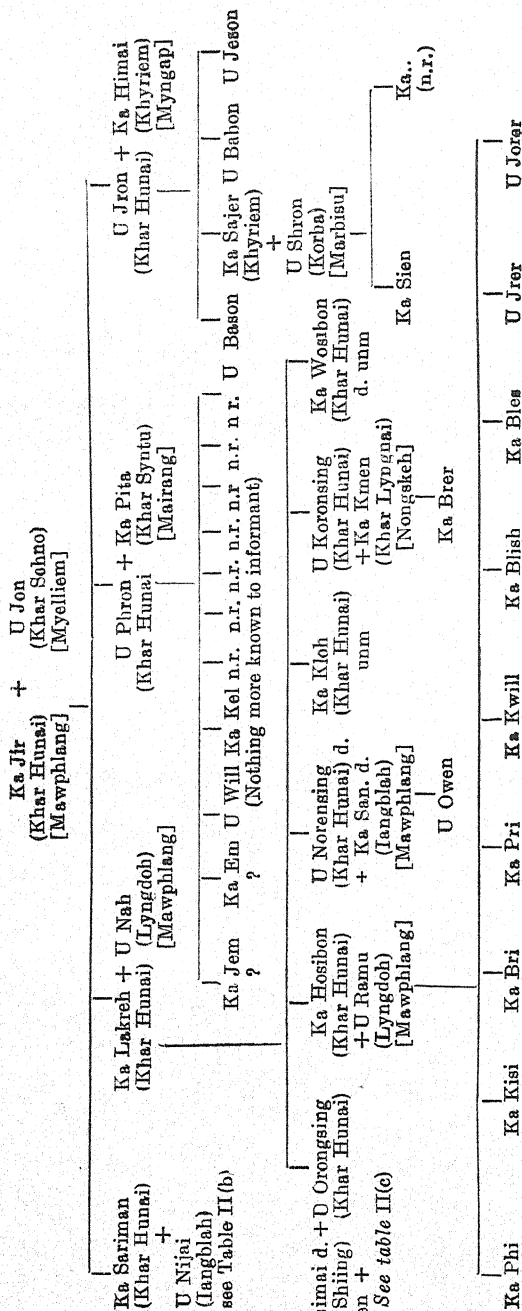 Ka Jir + U Jon
(Khar Hunai) (Khar Sohno)
[Mawphlang] [Myelliem]
Ka Sariman
(Khar Hunai)
+
U Nijai
(Iangblah)
see Table II (b)
Ka Lakreh + U Nah
(Khar Hunai) (Lyngdoh)
[Mawphlang]
U Phron + Ka Pita
(Khar Hunai (Khar Syntu)
[Mairang]
U Jron + Ka Himai
(Khar Hunai) (Khyriem)
[Myngap]
Ka Jem Ka Em U Will Ka Kel n.r. n.r. n.r. n.r. n.r n.r. n r.
? ? (Nothing more known to informant)
U Bason Ka Sajer U Babon U Jeson
(Khyriem)
+
U Shron
(Korba)
[Marbisu]
Ka Sien Ka..
(n.r.)
imai d. + U Orongsing
Shiing) (Khar Hunai)
on +
See table II(c)
Ka Hosibon
(Khar Hunai)
+U Ramu
(Lyngdoh)
[Mawphlang]
U Norensing
(Khar Hunai) d.
+ Ka San. d.
(Iangblah)
[Mawphlang]
U Owen
Ka Kloh
(Khar Hunai)
unm
U Koronsing
(Khar Hunai)
+Ka Kmen
(Khar Lyngnai)
[Nongskeh]
Ka Brer
Ka Wosibon
(Khar Hunai)
d. unm
Ka Phi Ka Kisi Ka Bri Ka Pri Ka Kwill Ka Blish Ka Bles U Jrer U Jorer